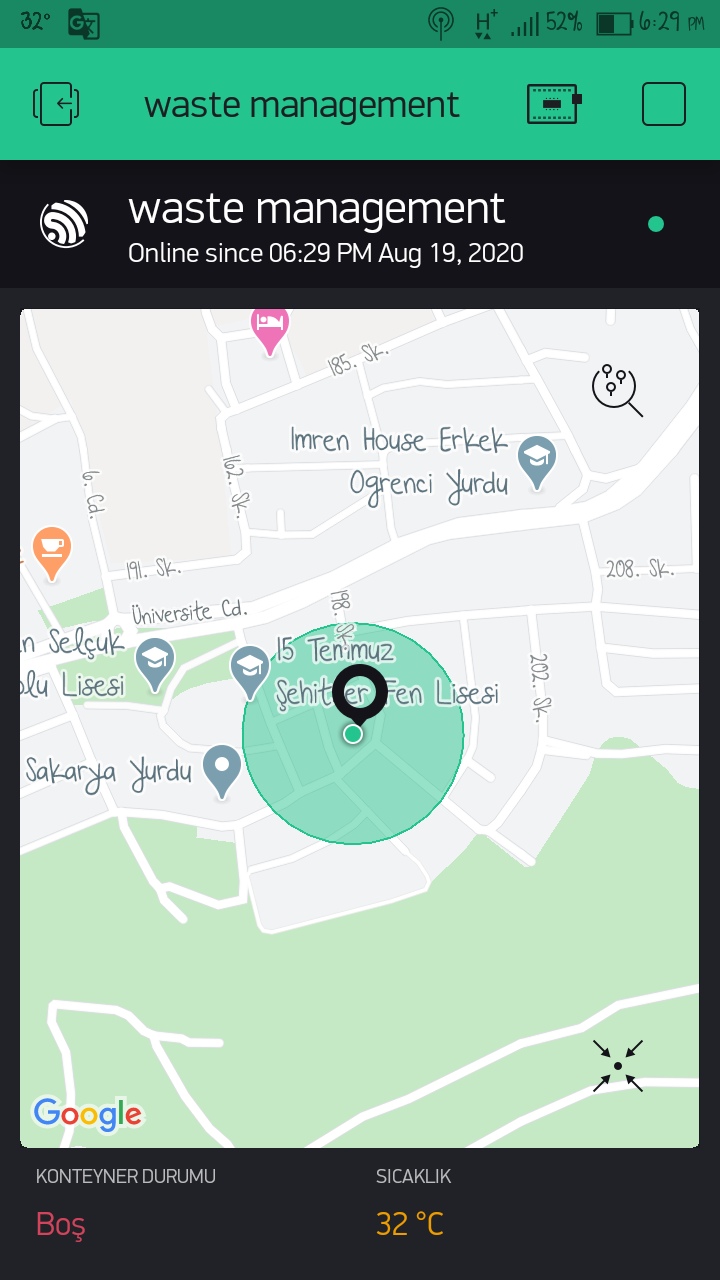 32°
H+
52%
6:29 PM
waste management
waste management
Online since 06:29 PM Aug 19, 2020
185. Sk.
Imren House Erkek
Ogrenci Yurdu
162. Sk.
6. Cd.
191. Sk.
208. Sk.
Üniversite Cd.
198. Sk.
n Selçuk
olu Lisesi
15 Temmuz
Fen Lisesi
202. Sk.
Sakarya Yurdu
Google
KONTEYNER DURUMU
SICAKLIK
Boş
32 °C